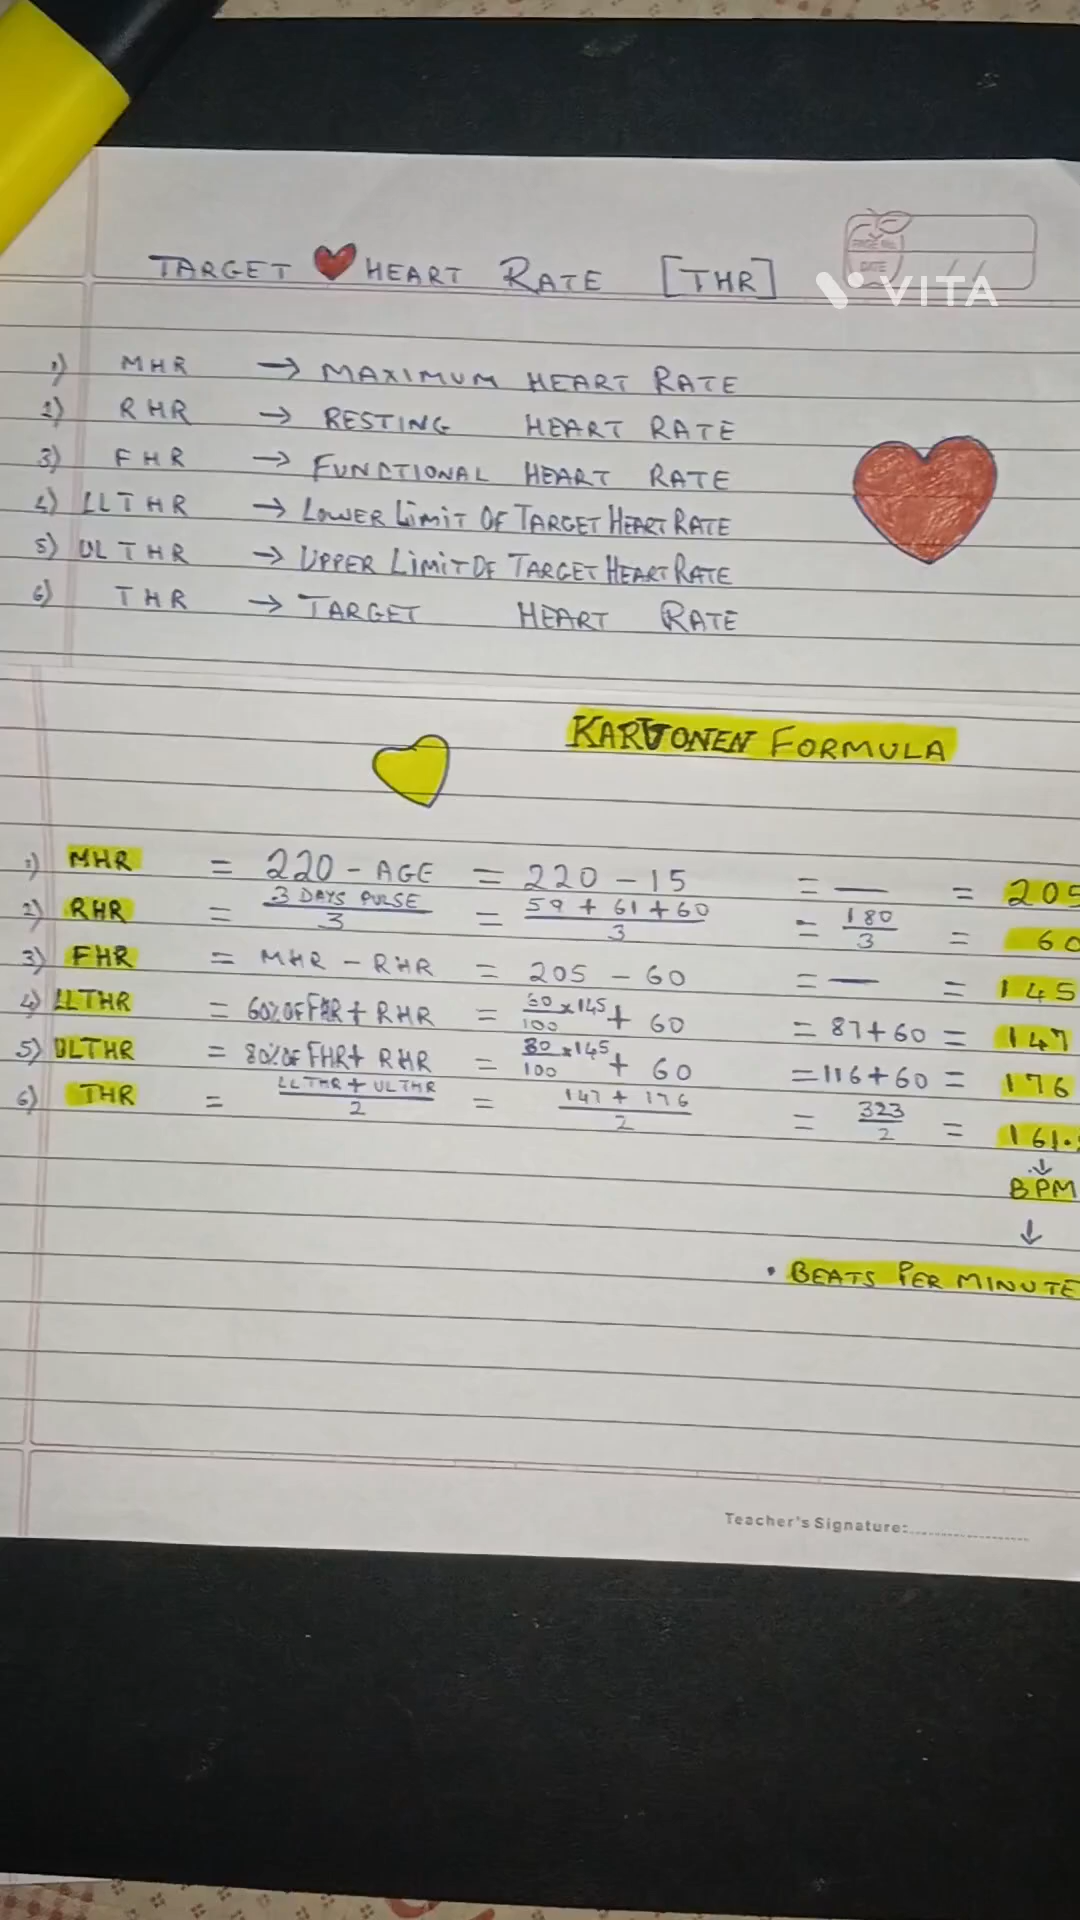 PAGE NO.
DATE
VITA
TARGET HEART RATE [THR]
1) MHR → MAXIMUM HEART RATE
2) RHR → RESTING HEART RATE
3) FHR → FUNCTIONAL HEART RATE
4) LLTHR → LOWER LIMIT OF TARGET HEART RATE
5) ULTHR → UPPER LIMIT OF TARGET HEART RATE
6) THR → TARGET HEART RATE
KARVONEN FORMULA
1) MHR = 220 - AGE = 220 - 15 = — = 205
2) RHR = 3 DAYS PULSE / 3 = 59 + 61 + 60 / 3 = 180 / 3 = 60
3) FHR = MHR - RHR = 205 - 60 = — = 145
4) LLTHR = 60% OF FHR + RHR = 60/100 × 145 + 60 = 87 + 60 = 147
5) ULTHR = 80% OF FHR + RHR = 80/100 × 145 + 60 = 116 + 60 = 176
6) THR = LLTHR + ULTHR / 2 = 147 + 176 / 2 = 323 / 2 = 161.
↓
BPM
↓
• BEATS PER MINUTE
Teacher's Signature: